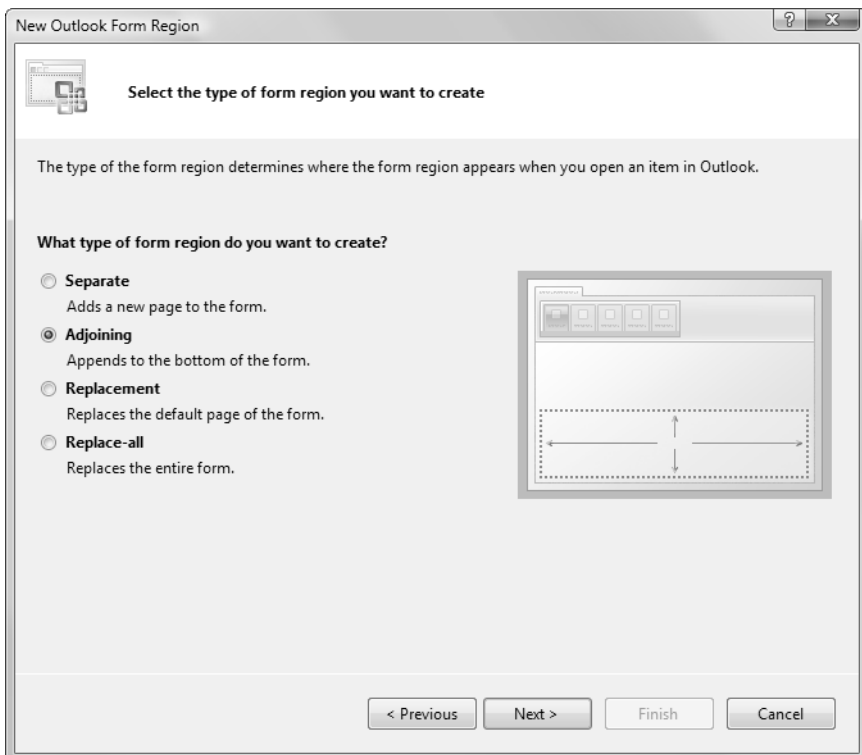 New Outlook Form Region
Select the type of form region you want to create
The type of the form region determines where the form region appears when you open an item in Outlook.
What type of form region do you want to create?
Separate
Adds a new page to the form.
Adjoining
Appends to the bottom of the form.
Replacement
Replaces the default page of the form.
Replace-all
Replaces the entire form.
< Previous
Next >
Finish
Cancel